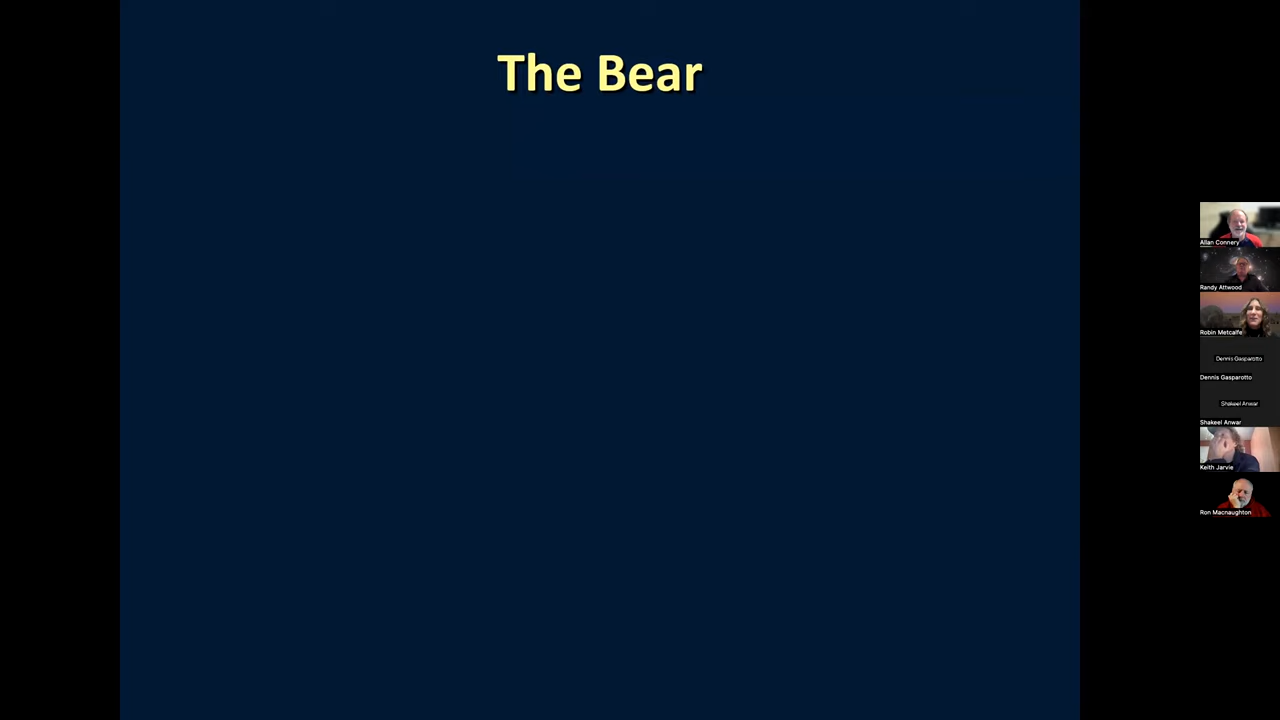 The Bear
Allan Connery
Randy Attwood
Robin Metcalfe
Dennis Gasparotto
Dennis Gasparotto
Shakeel Anwar
Shakeel Anwar
Keith Jarvie
Ron Macnaughton